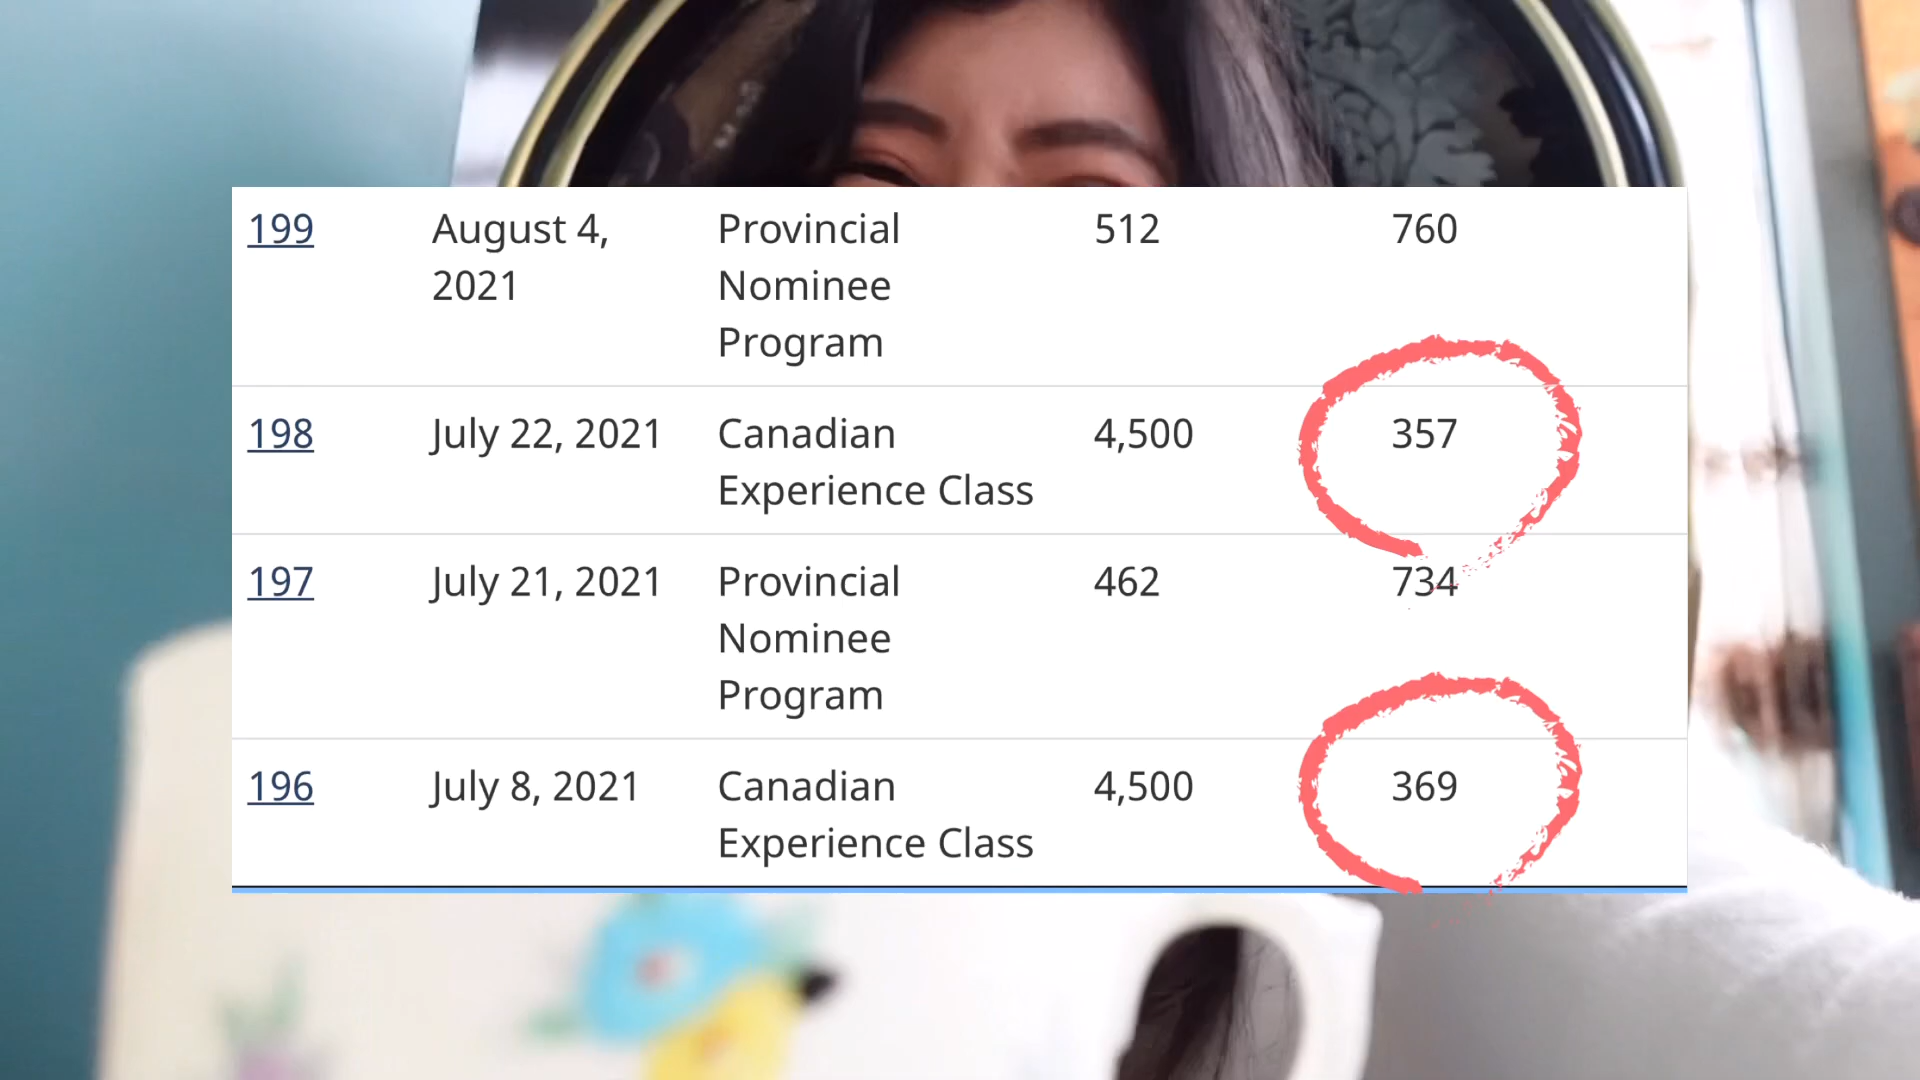 199 August 4, Provincial 512 760
2021 Nominee
Program
198 July 22, 2021 Canadian 4,500 357
Experience Class
197 July 21, 2021 Provincial 462 734
Nominee
Program
196 July 8, 2021 Canadian 4,500 369
Experience Class